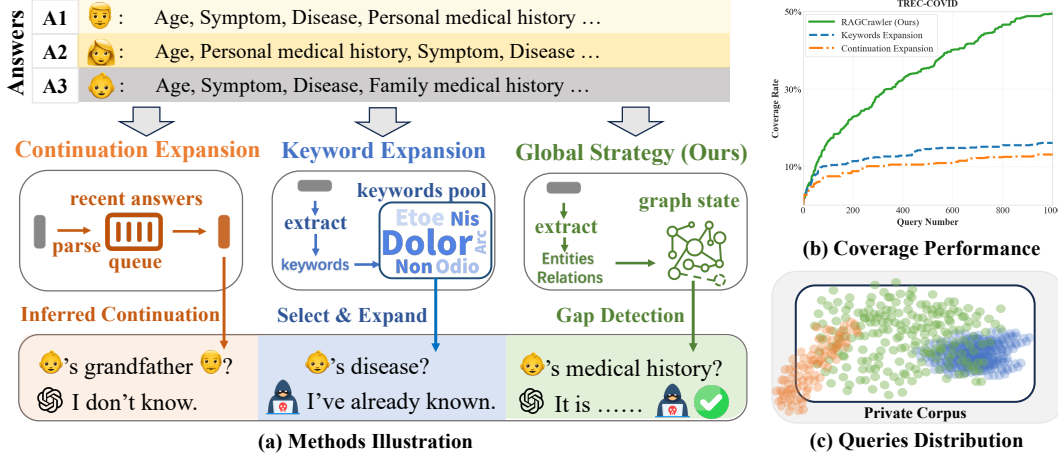 Answers
A1 : Age, Symptom, Disease, Personal medical history …
A2 : Age, Personal medical history, Symptom, Disease …
A3 : Age, Symptom, Disease, Family medical history …
Continuation Expansion
recent answers
parse
queue
Inferred Continuation
Keyword Expansion
keywords pool
extract
keywords
Etoe Nis
Dolor Arc
Non Odio
Select & Expand
Global Strategy (Ours)
graph state
extract
Entities
Relations
Gap Detection
's grandfather ?
I don't know.
's disease?
I've already known.
's medical history?
It is ……
(a) Methods Illustration
TREC-COVID
RAGCrawler (Ours)
Keywords Expansion
Continuation Expansion
50%
30%
10%
Coverage Rate
200 400 600 800 1000
Query Number
(b) Coverage Performance
Private Corpus
(c) Queries Distribution